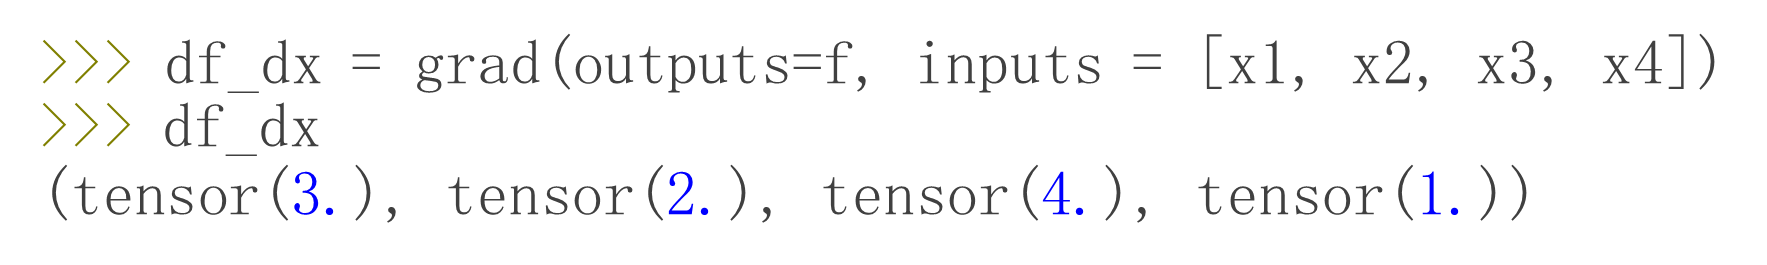 >>> df_dx = grad(outputs=f, inputs = [x1, x2, x3, x4])
>>> df_dx
(tensor(3.), tensor(2.), tensor(4.), tensor(1.))